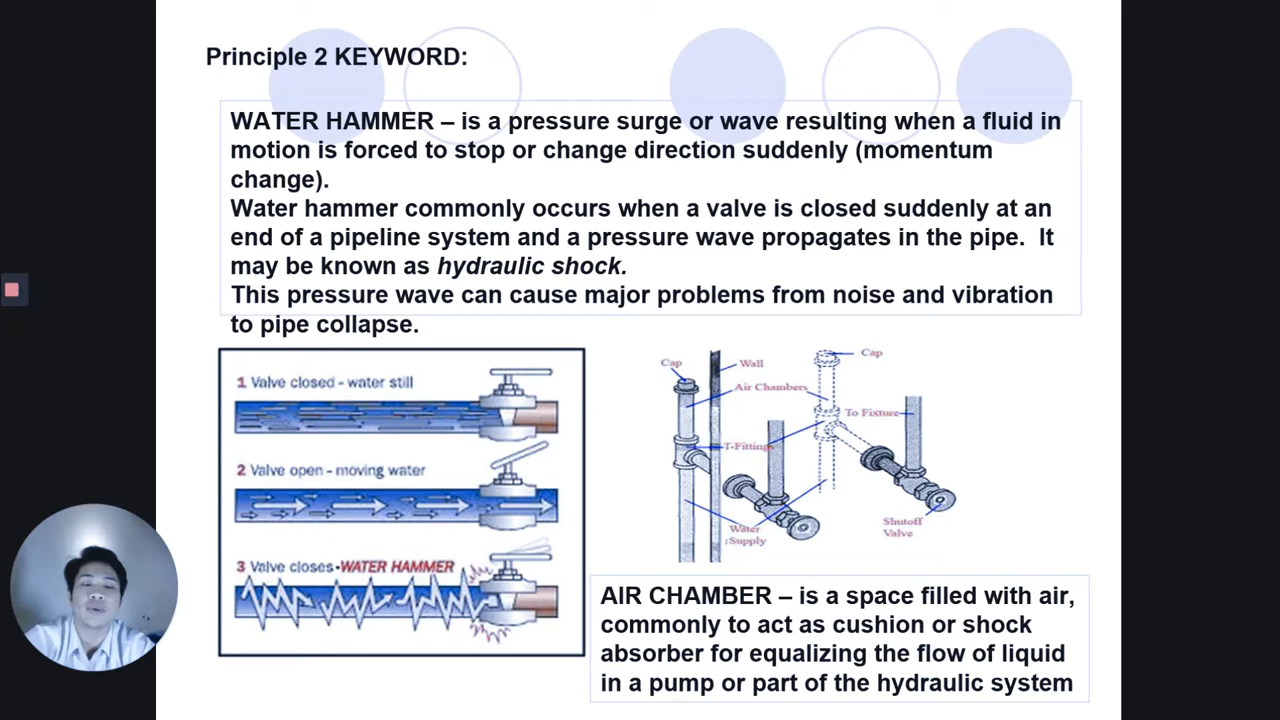 Principle 2 KEYWORD:
WATER HAMMER – is a pressure surge or wave resulting when a fluid in
motion is forced to stop or change direction suddenly (momentum
change).
Water hammer commonly occurs when a valve is closed suddenly at an
end of a pipeline system and a pressure wave propagates in the pipe.  It
may be known as hydraulic shock.
This pressure wave can cause major problems from noise and vibration
to pipe collapse.
1 Valve closed - water still
2 Valve open - moving water
3 Valve closes - WATER HAMMER
Cap
Wall
Cap
Air Chambers
To Fixture
T-Fittings
Water
Supply
Shutoff
Valve
AIR CHAMBER – is a space filled with air,
commonly to act as cushion or shock
absorber for equalizing the flow of liquid
in a pump or part of the hydraulic system